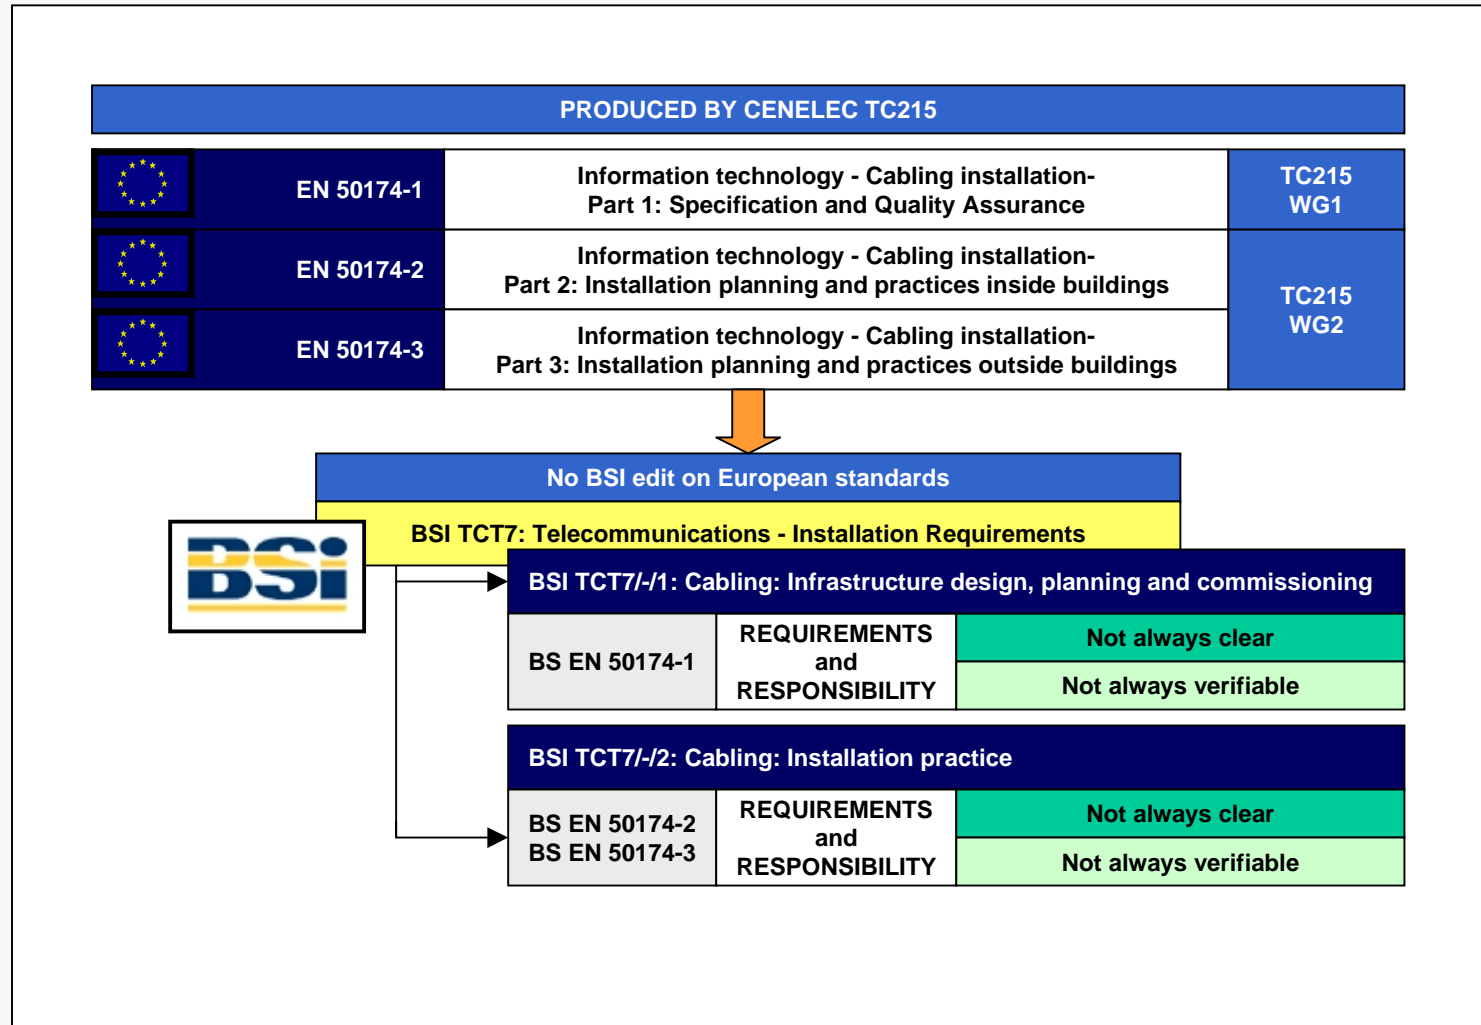 PRODUCED BY CENELEC TC215
EN 50174-1
Information technology - Cabling installation-
Part 1: Specification and Quality Assurance
TC215
WG1
EN 50174-2
Information technology - Cabling installation-
Part 2: Installation planning and practices inside buildings
TC215
WG2
EN 50174-3
Information technology - Cabling installation-
Part 3: Installation planning and practices outside buildings
No BSI edit on European standards
BSI TCT7: Telecommunications - Installation Requirements
BSi
BSI TCT7/-/1: Cabling: Infrastructure design, planning and commissioning
BS EN 50174-1
REQUIREMENTS
and
RESPONSIBILITY
Not always clear
Not always verifiable
BSI TCT7/-/2: Cabling: Installation practice
BS EN 50174-2
BS EN 50174-3
REQUIREMENTS
and
RESPONSIBILITY
Not always clear
Not always verifiable